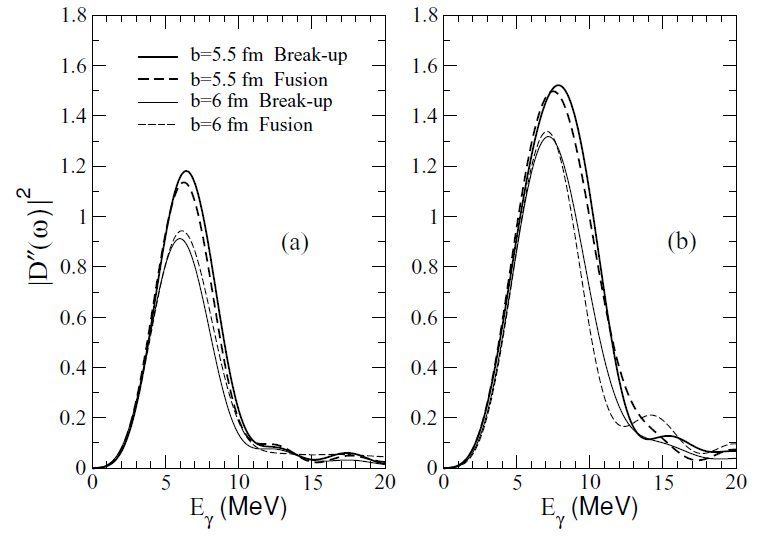 1.8
1.6
1.4
1.2
1
0.8
0.6
0.4
0.2
0
|D″(ω)|²
b=5.5 fm Break-up
b=5.5 fm Fusion
b=6 fm Break-up
b=6 fm Fusion
(a)
0 5 10 15 20
E_γ (MeV)
1.8
1.6
1.4
1.2
1
0.8
0.6
0.4
0.2
0
(b)
0 5 10 15 20
E_γ (MeV)